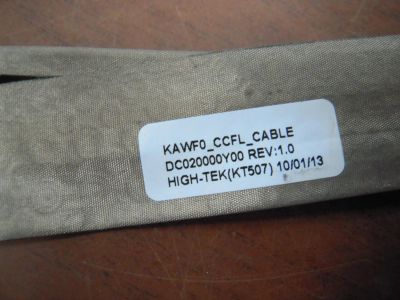 KAWF0_CCFL_CABLE
DC020000Y00 REV:1.0
HIGH-TEK(KT507) 10/01/13